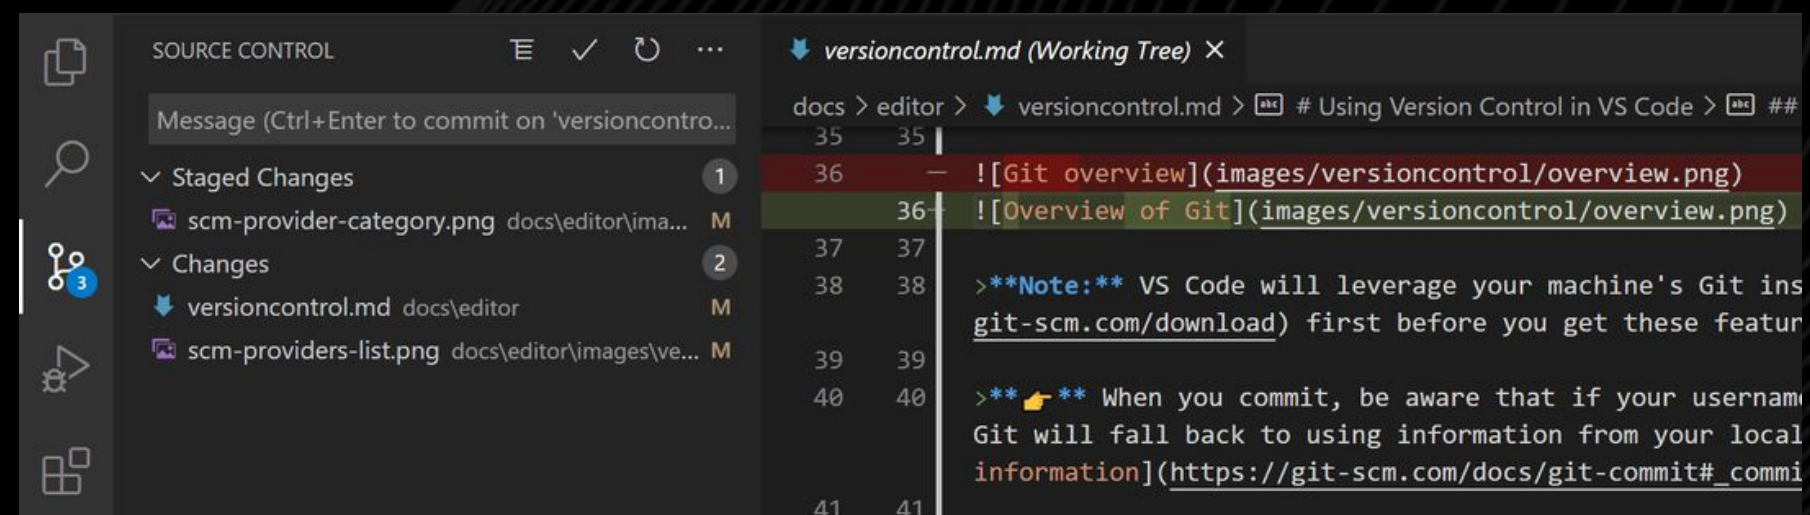 SOURCE CONTROL
Message (Ctrl+Enter to commit on 'versioncontro...
Staged Changes 1
scm-provider-category.png docs\editor\ima... M
Changes 2
versioncontrol.md docs\editor M
scm-providers-list.png docs\editor\images\ve... M
3
versioncontrol.md (Working Tree)
docs > editor > versioncontrol.md > abc # Using Version Control in VS Code > abc ##
35 35
36 — ![Git overview](images/versioncontrol/overview.png)
36+ ![Overview of Git](images/versioncontrol/overview.png)
37 37
38 38 >**Note:** VS Code will leverage your machine's Git ins
git-scm.com/download) first before you get these featur
39 39
40 40 >**👉** When you commit, be aware that if your usernam
Git will fall back to using information from your local
information](https://git-scm.com/docs/git-commit#_commi
41 41